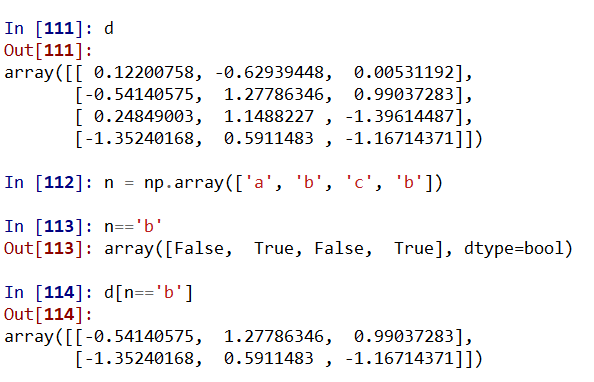 In [111]: d
Out[111]:
array([[ 0.12200758, -0.62939448,  0.00531192],
       [-0.54140575,  1.27786346,  0.99037283],
       [ 0.24849003,  1.1488227 , -1.39614487],
       [-1.35240168,  0.5911483 , -1.16714371]])
In [112]: n = np.array(['a', 'b', 'c', 'b'])
In [113]: n=='b'
Out[113]: array([False,  True, False,  True], dtype=bool)
In [114]: d[n=='b']
Out[114]:
array([[-0.54140575,  1.27786346,  0.99037283],
       [-1.35240168,  0.5911483 , -1.16714371]])